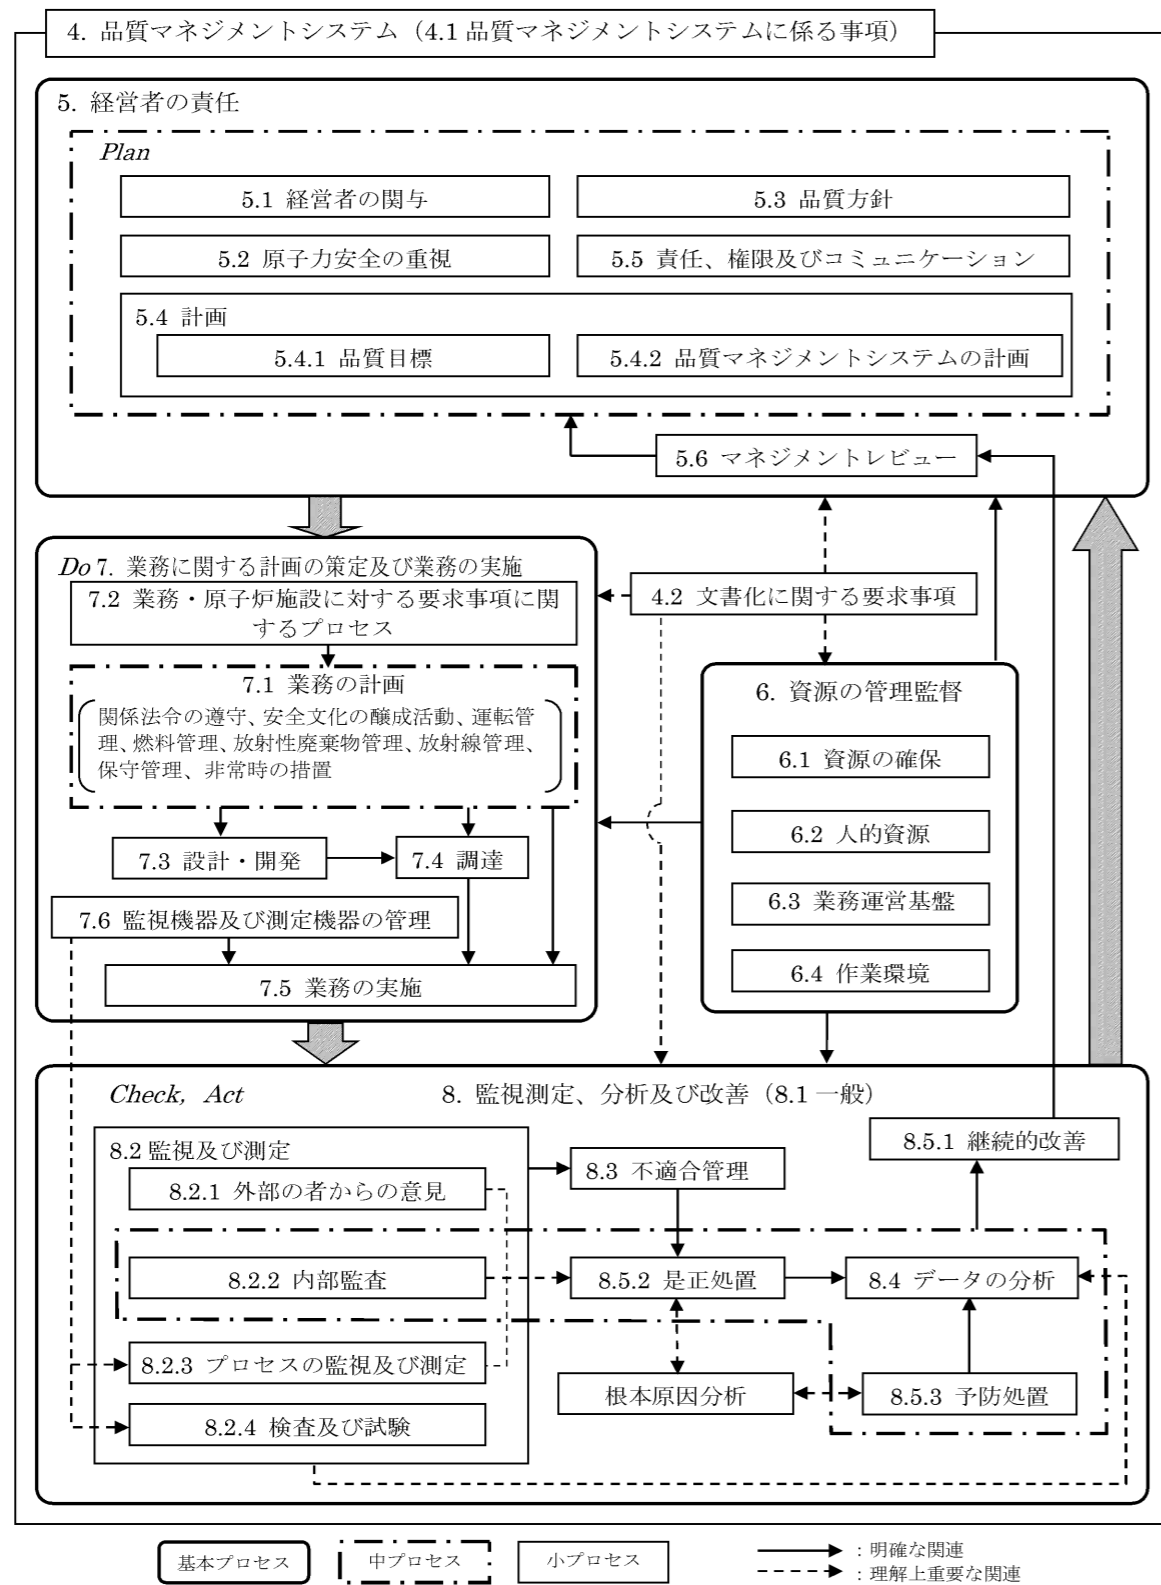 4. 品質マネジメントシステム（4.1 品質マネジメントシステムに係る事項）
5. 経営者の責任
Plan
5.1 経営者の関与
5.3 品質方針
5.2 原子力安全の重視
5.5 責任、権限及びコミュニケーション
5.4 計画
5.4.1 品質目標
5.4.2 品質マネジメントシステムの計画
5.6 マネジメントレビュー
Do 7. 業務に関する計画の策定及び業務の実施
7.2 業務・原子炉施設に対する要求事項に関
するプロセス
4.2 文書化に関する要求事項
7.1 業務の計画
関係法令の遵守、安全文化の醸成活動、運転管
理、燃料管理、放射性廃棄物管理、放射線管理、
保守管理、非常時の措置
6. 資源の管理監督
6.1 資源の確保
6.2 人的資源
6.3 業務運営基盤
6.4 作業環境
7.3 設計・開発
7.4 調達
7.6 監視機器及び測定機器の管理
7.5 業務の実施
Check, Act
8. 監視測定、分析及び改善（8.1 一般）
8.2 監視及び測定
8.2.1 外部の者からの意見
8.3 不適合管理
8.5.1 継続的改善
8.2.2 内部監査
8.5.2 是正処置
8.4 データの分析
8.2.3 プロセスの監視及び測定
根本原因分析
8.5.3 予防処置
8.2.4 検査及び試験
基本プロセス
中プロセス
小プロセス
：明確な関連
：理解上重要な関連